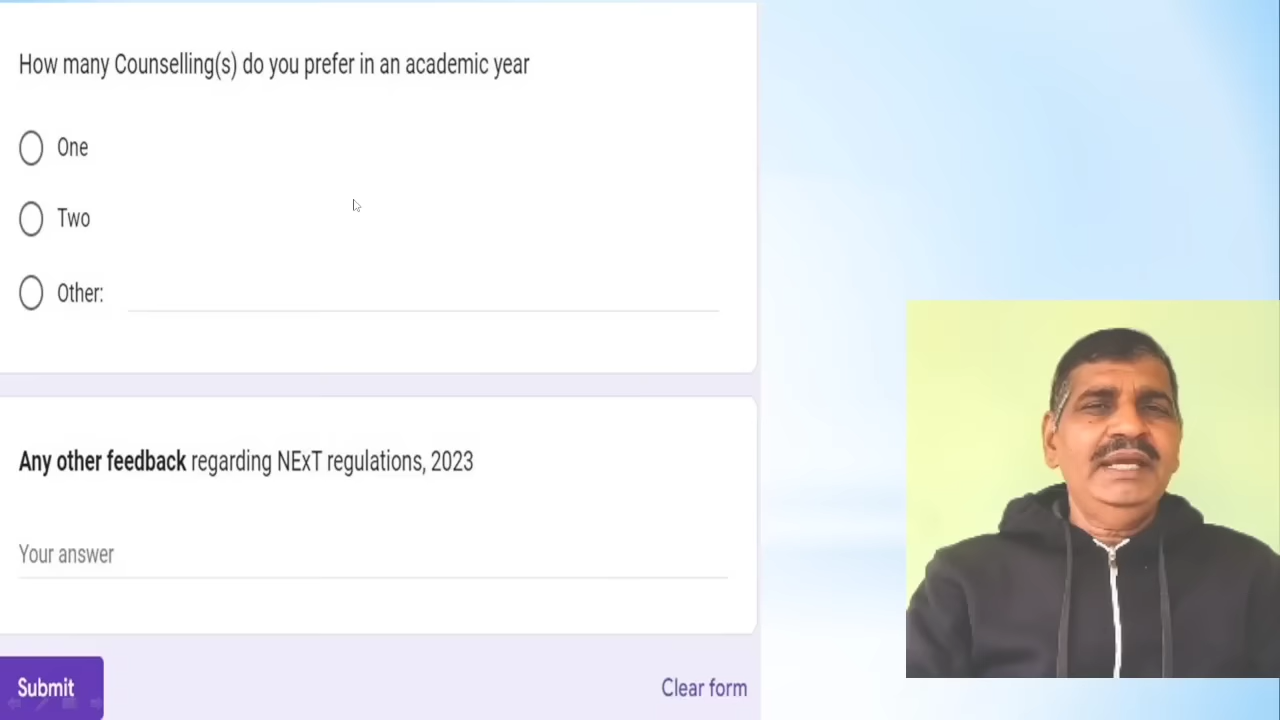 How many Counselling(s) do you prefer in an academic year
One
Two
Other:
Any other feedback regarding NExT regulations, 2023
Your answer
Submit
Clear form